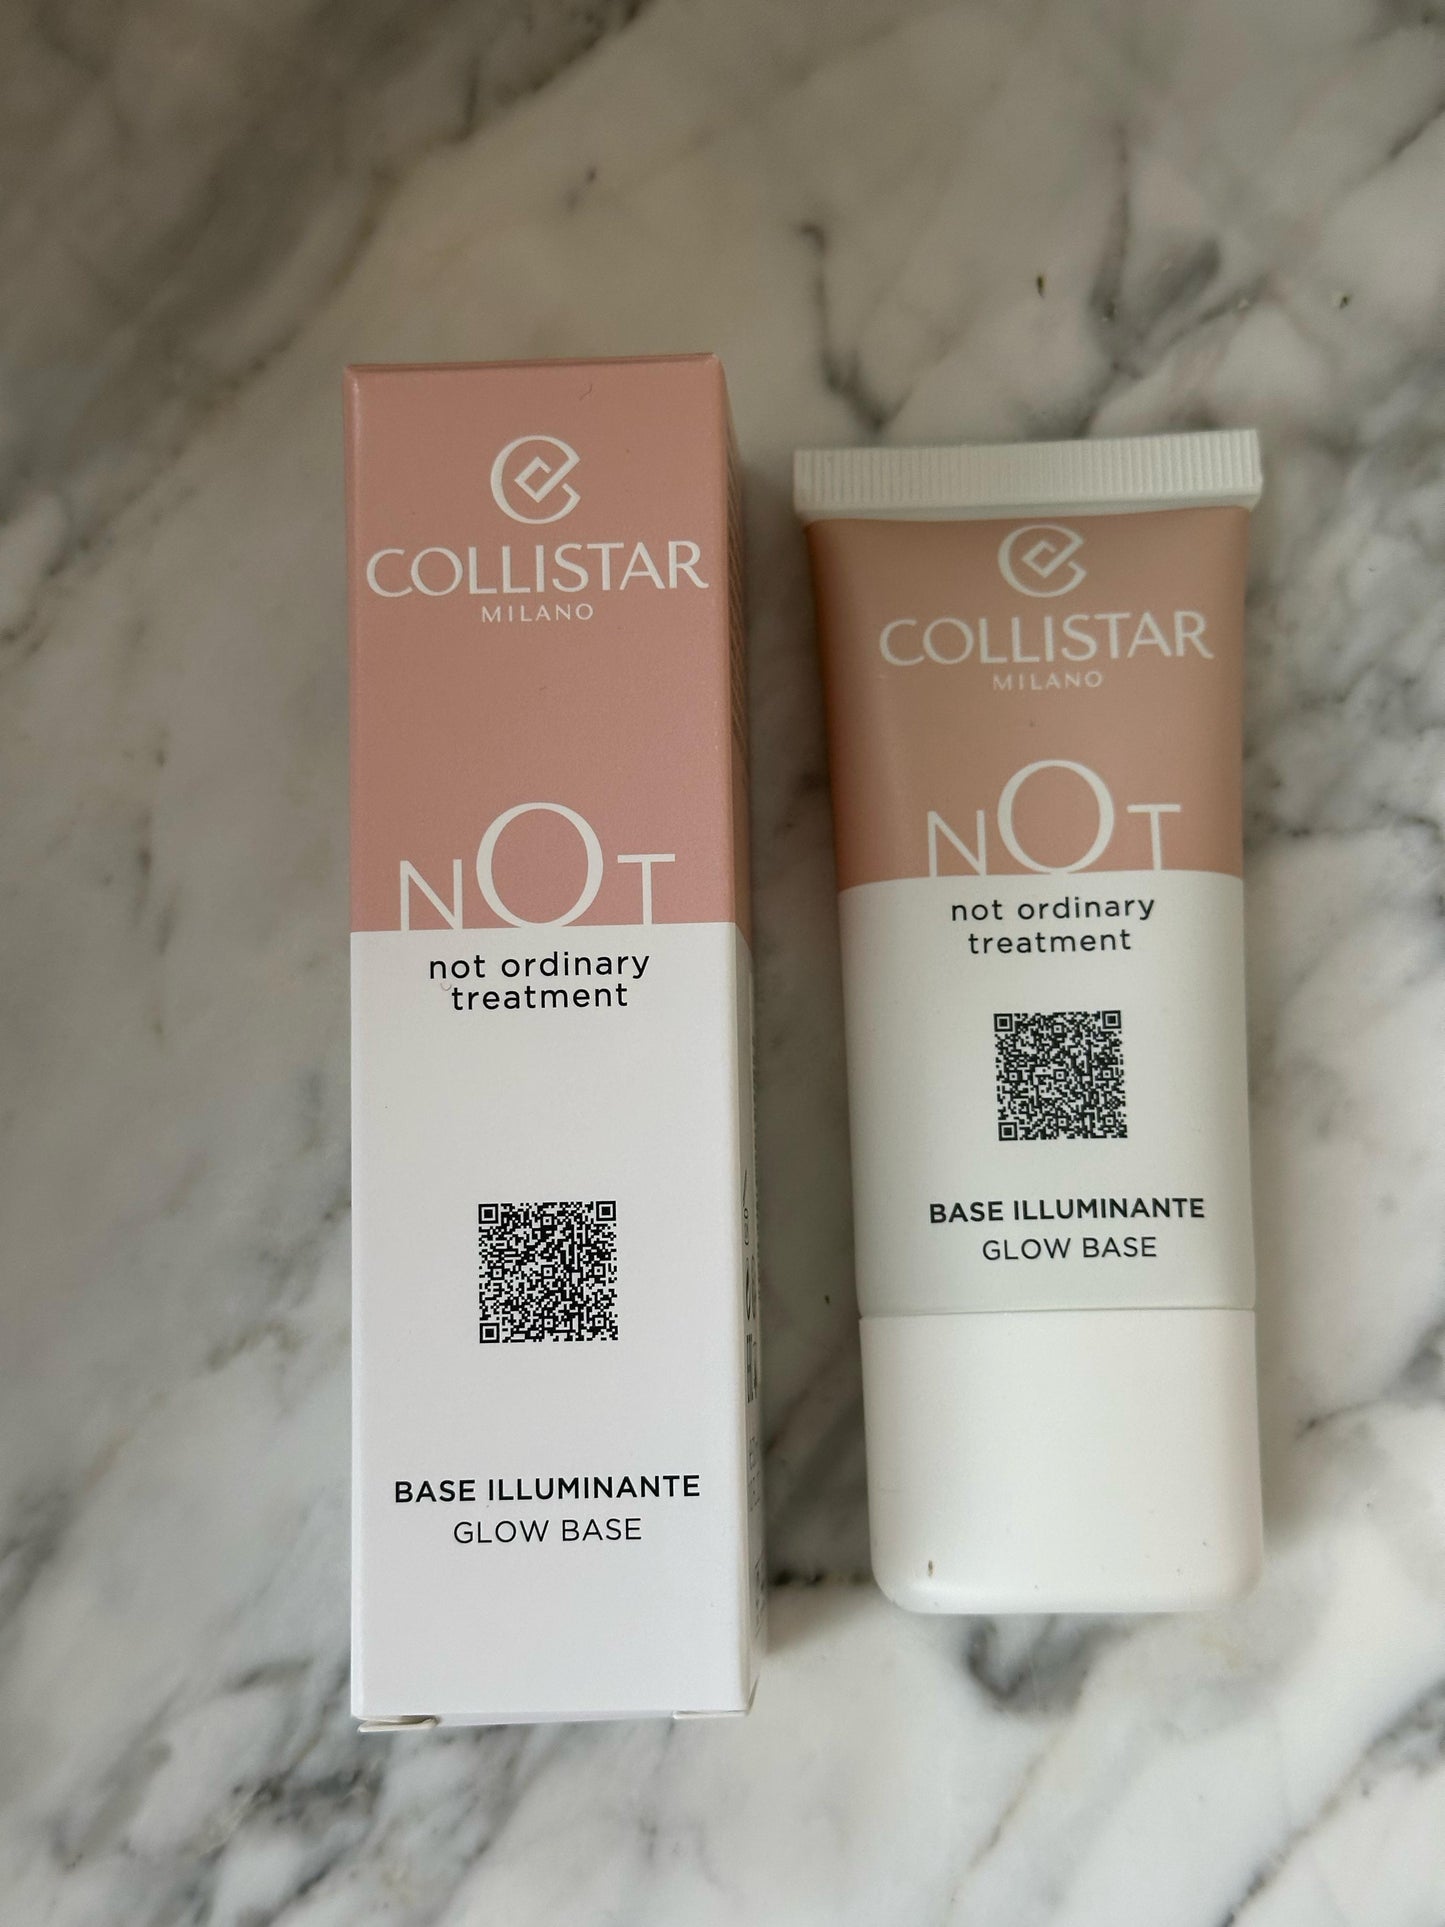 COLLISTAR
MILANO
NOT
not ordinary
treatment
BASE ILLUMINANTE
GLOW BASE
COLLISTAR
MILANO
NOT
not ordinary
treatment
BASE ILLUMINANTE
GLOW BASE